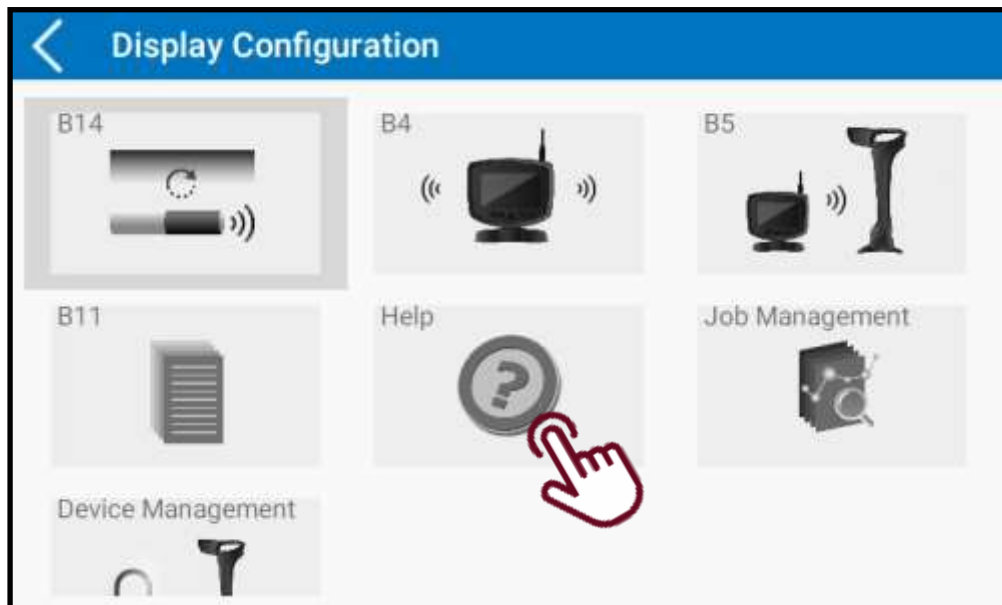 Display Configuration
B14
B4
B5
B11
Help
Job Management
Device Management